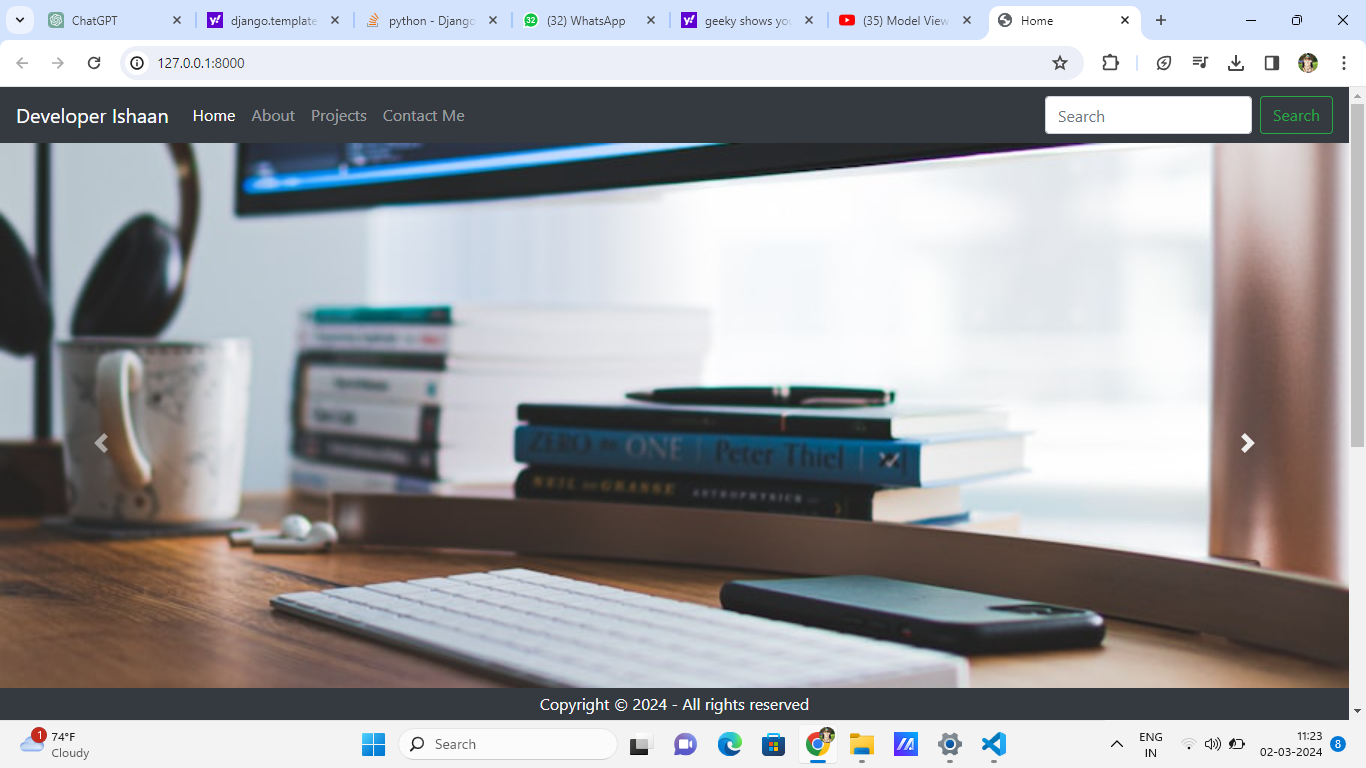 ChatGPT
django.template
python - Django
(32) WhatsApp
geeky shows you
(35) Model View
Home
127.0.0.1:8000
Developer Ishaan
Home
About
Projects
Contact Me
Search
Search
ZERO TO ONE | Peter Thiel
NEIL DEGRASSE ASTROPHYSICS
Copyright © 2024 - All rights reserved
1
74°F
Cloudy
Search
ENG
IN
11:23
02-03-2024
8